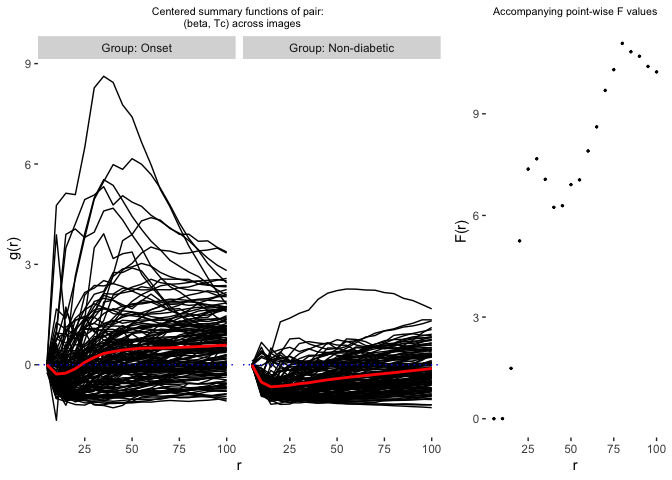 Centered summary functions of pair:
(beta, Tc) across images
Accompanying point-wise F values
Group: Onset
Group: Non-diabetic
9
6
3
0
g(r)
25
50
75
100
25
50
75
100
r
9
6
3
0
F(r)
25
50
75
100
r